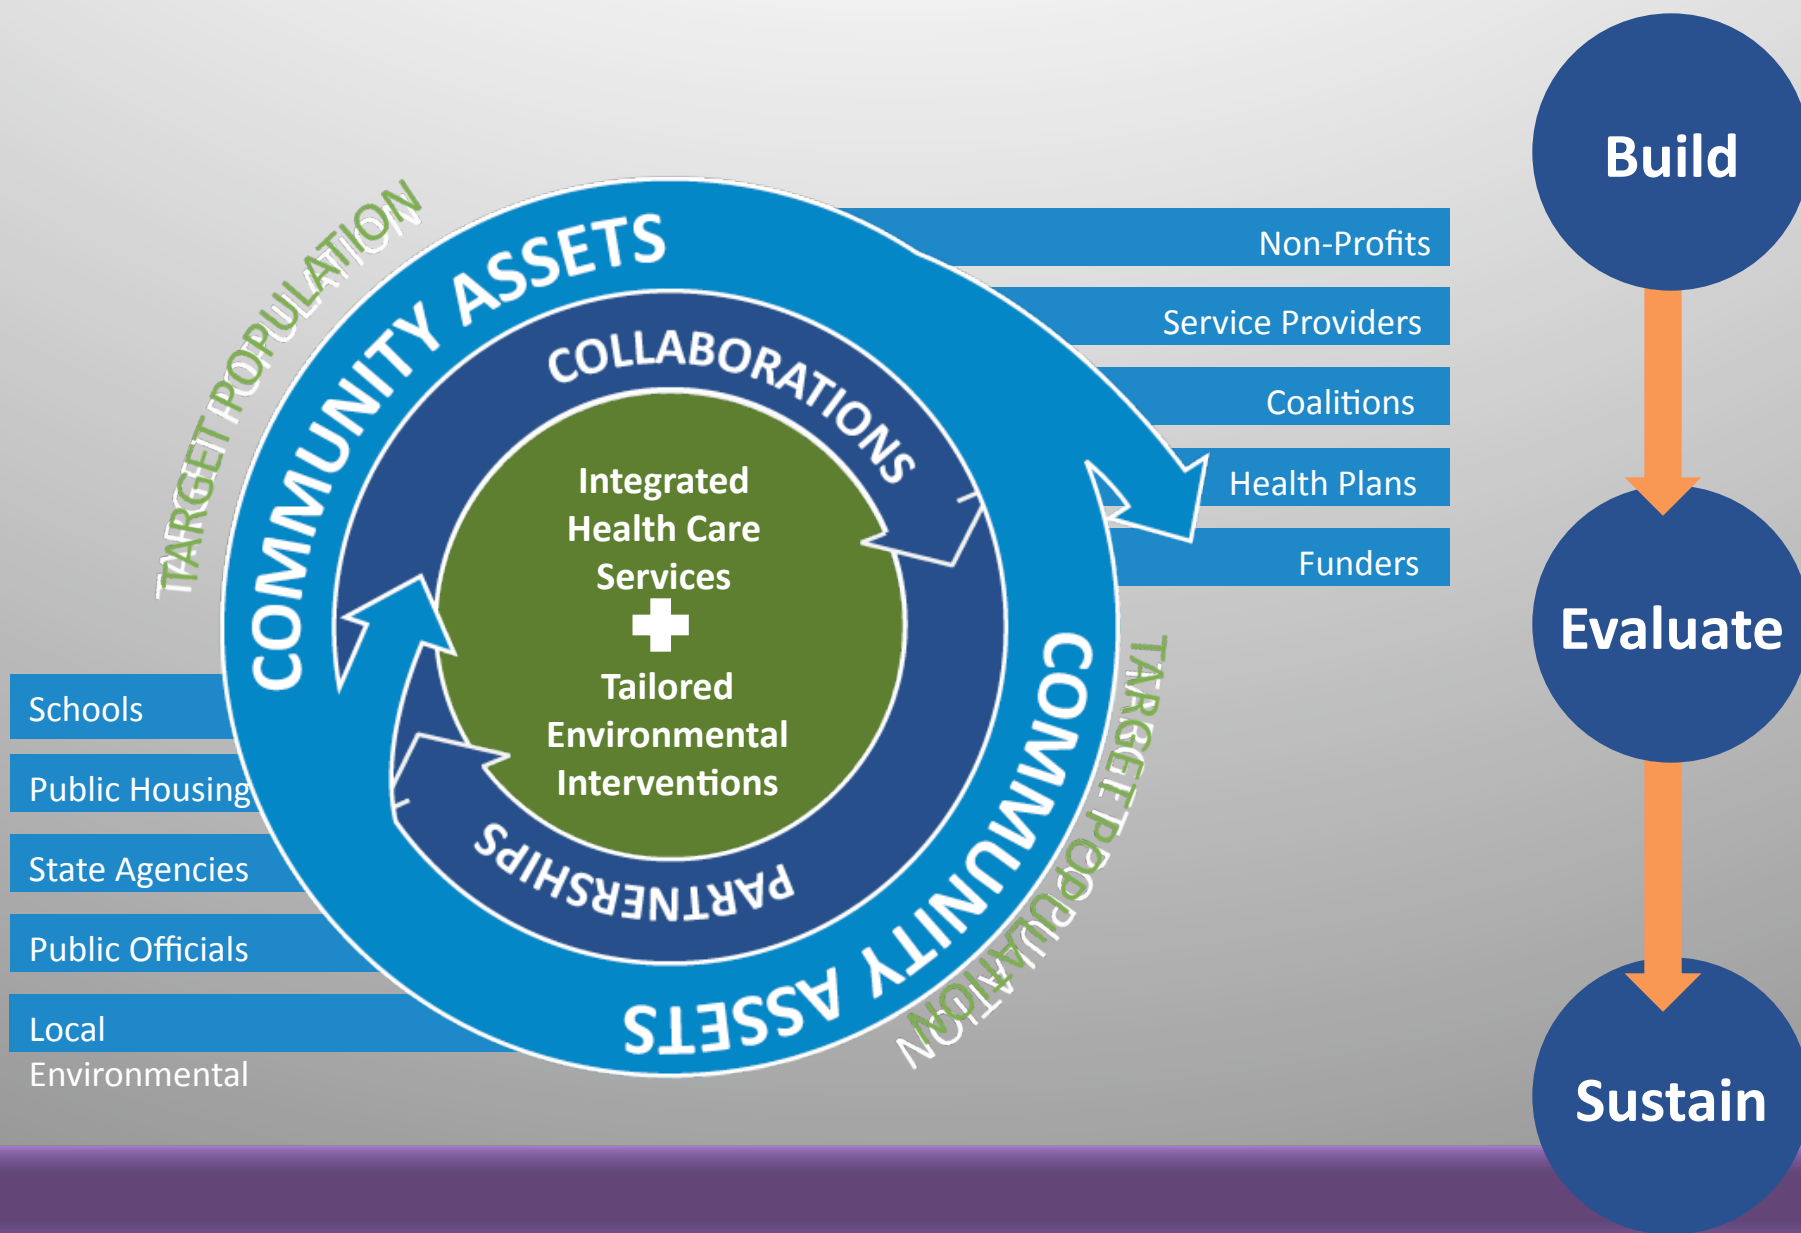 TARGET POPULATION
COMMUNITY ASSETS
COLLABORATIONS
Integrated
Health Care
Services
Tailored
Environmental
Interventions
PARTNERSHIPS
COMMUNITY ASSETS
TARGET POPULATION
Non-Profits
Service Providers
Coalitions
Health Plans
Funders
Schools
Public Housing
State Agencies
Public Officials
Local
Environmental
Build
Evaluate
Sustain